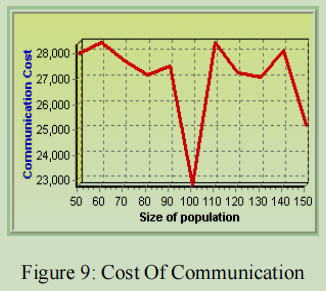 Communication Cost
28,000
27,000
26,000
25,000
24,000
23,000
50 60 70 80 90 100 110 120 130 140 150
Size of population
Figure 9: Cost Of Communication